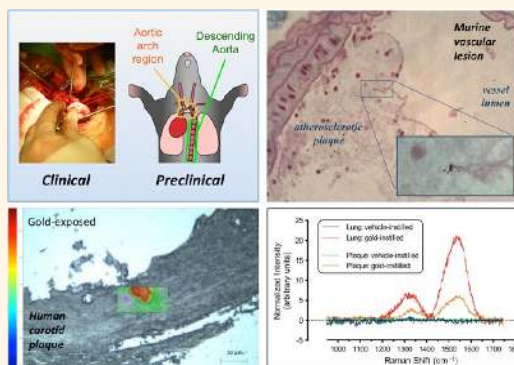 Aortic
arch
region
Descending
Aorta
Clinical
Preclinical
Murine
vascular
lesion
vessel
lumen
atherosclerotic
plaque
Gold-exposed
Human
carotid
plaque
Normalized Intensity
(arbitrary units)
25
20
15
10
5
0
-5
Lung: vehicle-instilled
Lung: gold-instilled
Plaque: vehicle-instilled
Plaque: gold-instilled
1000 1100 1200 1300 1400 1500 1600 1700
Raman Shift (cm⁻¹)